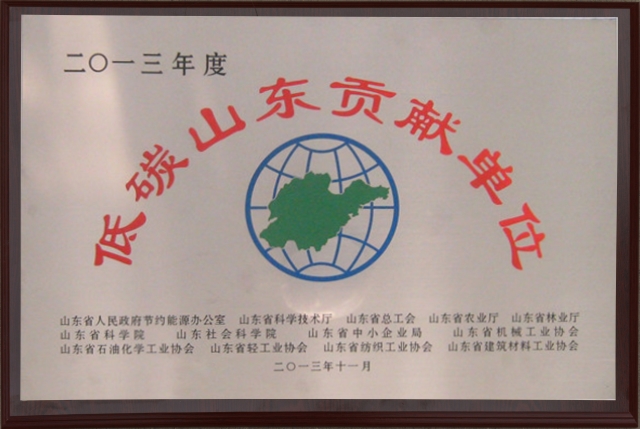 二〇一三年度
低碳山东贡献单位
山东省人民政府节约能源办公室 山东省科学技术厅 山东省总工会 山东省农业厅 山东省林业厅
山东省科学院 山东社会科学院 山东省中小企业局 山东省机械工业协会
山东省石油化学工业协会 山东省轻工业协会 山东省纺织工业协会 山东省建筑材料工业协会
二〇一三年十一月